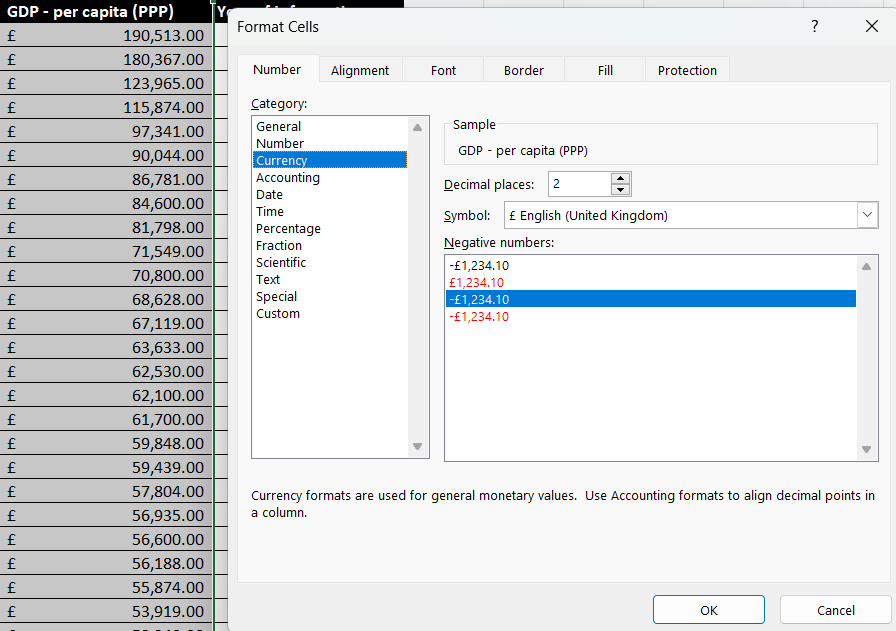 GDP - per capita (PPP)
£ 190,513.00
£ 180,367.00
£ 123,965.00
£ 115,874.00
£ 97,341.00
£ 90,044.00
£ 86,781.00
£ 84,600.00
£ 81,798.00
£ 71,549.00
£ 70,800.00
£ 68,628.00
£ 67,119.00
£ 63,633.00
£ 62,530.00
£ 62,100.00
£ 61,700.00
£ 59,848.00
£ 59,439.00
£ 57,804.00
£ 56,935.00
£ 56,600.00
£ 56,188.00
£ 55,874.00
£ 53,919.00
Format Cells
?
Number Alignment Font Border Fill Protection
Category:
General
Number
Currency
Accounting
Date
Time
Percentage
Fraction
Scientific
Text
Special
Custom
Sample
GDP - per capita (PPP)
Decimal places: 2
Symbol: £ English (United Kingdom)
Negative numbers:
-£1,234.10
£1,234.10
-£1,234.10
-£1,234.10
Currency formats are used for general monetary values. Use Accounting formats to align decimal points in
a column.
OK Cancel